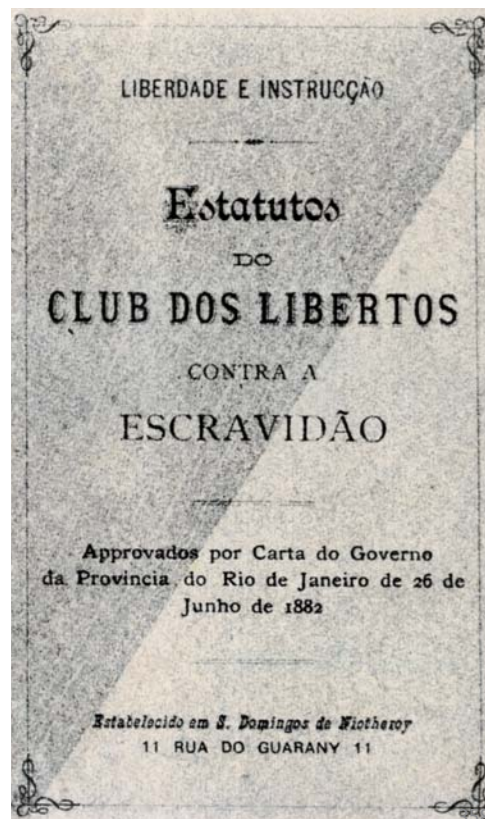 LIBERDADE E INSTRUCÇÃO
Estatutos
DO
CLUB DOS LIBERTOS
CONTRA A
ESCRAVIDÃO
Approvados por Carta do Governo
da Provincia do Rio de Janeiro de 26 de
Junho de 1882
Estabelecido em S. Domingos de Nictheroy
11 RUA DO GUARANY 11